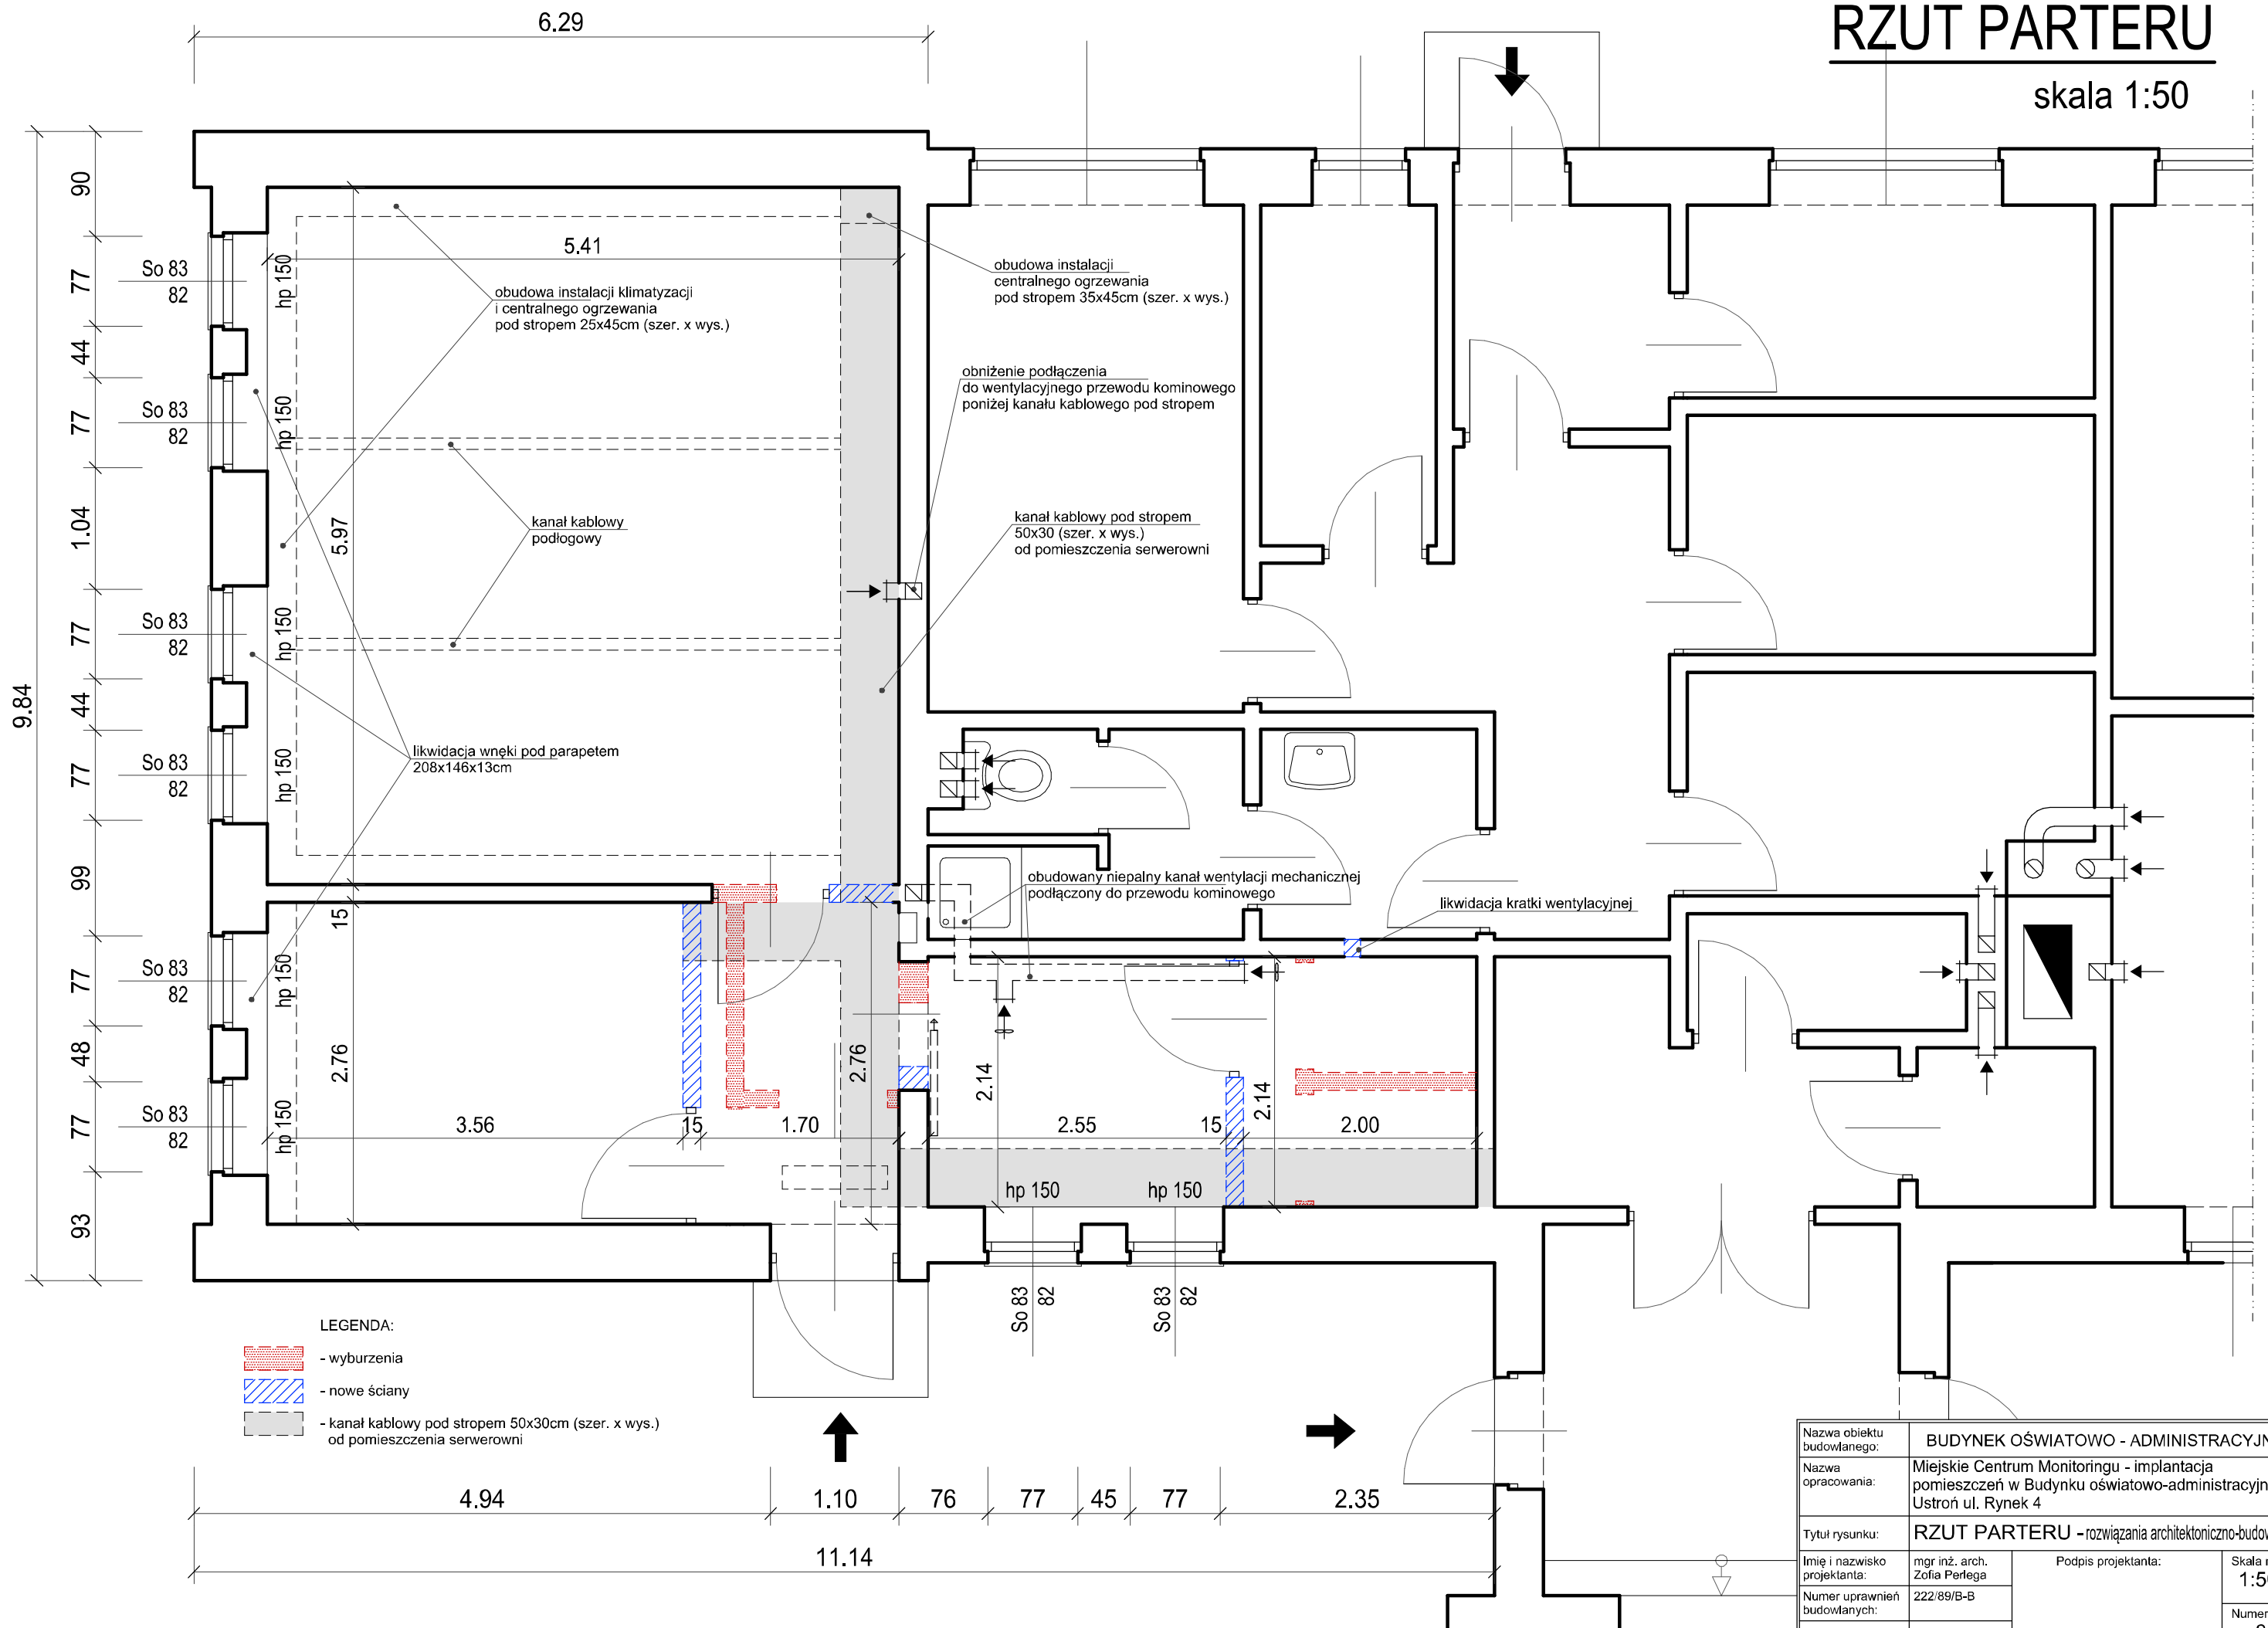 RZUT PARTERU
skala 1:50
6.29
9.84
90
77
44
77
1.04
77
44
77
99
77
48
77
93
So 83
82
So 83
82
So 83
82
So 83
82
So 83
82
So 83
82
hp 150
hp 150
hp 150
hp 150
hp 150
hp 150
5.41
5.97
15
2.76
obudowa instalacji klimatyzacji
i centralnego ogrzewania
pod stropem 25x45cm (szer. x wys.)
obudowa instalacji
centralnego ogrzewania
pod stropem 35x45cm (szer. x wys.)
obniżenie podłączenia
do wentylacyjnego przewodu kominowego
poniżej kanału kablowego pod stropem
kanał kablowy
podłogowy
kanał kablowy pod stropem
50x30 (szer. x wys.)
od pomieszczenia serwerowni
likwidacja wnęki pod parapetem
208x146x13cm
obudowany niepalny kanał wentylacji mechanicznej
podłączony do przewodu kominowego
likwidacja kratki wentylacyjnej
2.76
2.14
2.14
3.56
15
1.70
2.55
15
2.00
hp 150
hp 150
So 83
82
So 83
82
LEGENDA:
- wyburzenia
- nowe ściany
- kanał kablowy pod stropem 50x30cm (szer. x wys.)
od pomieszczenia serwerowni
4.94
1.10
76
77
45
77
2.35
11.14
Nazwa obiektu
budowlanego:
BUDYNEK OŚWIATOWO - ADMINISTRACYJN
Nazwa
opracowania:
Miejskie Centrum Monitoringu - implantacja
pomieszczeń w Budynku oświatowo-administracyjn
Ustroń ul. Rynek 4
Tytuł rysunku:
RZUT PARTERU - rozwiązania architektoniczno-budow
Imię i nazwisko
projektanta:
mgr inż. arch.
Zofia Perlega
Podpis projektanta:
Skala r
1:5
Numer uprawnień
budowlanych:
222/89/B-B
Numer